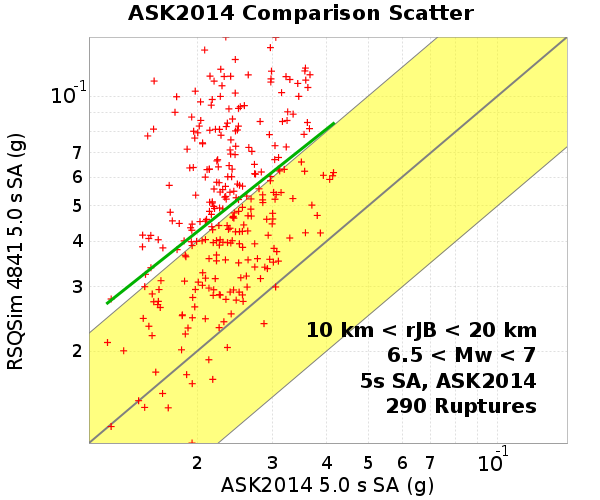 ASK2014 Comparison Scatter
RSQSim 4841 5.0 s SA (g)
10⁻¹
7
6
5
4
3
2
10 km < rJB < 20 km
6.5 < Mw < 7
5s SA, ASK2014
290 Ruptures
2 3 4 5 6 7 10⁻¹
ASK2014 5.0 s SA (g)